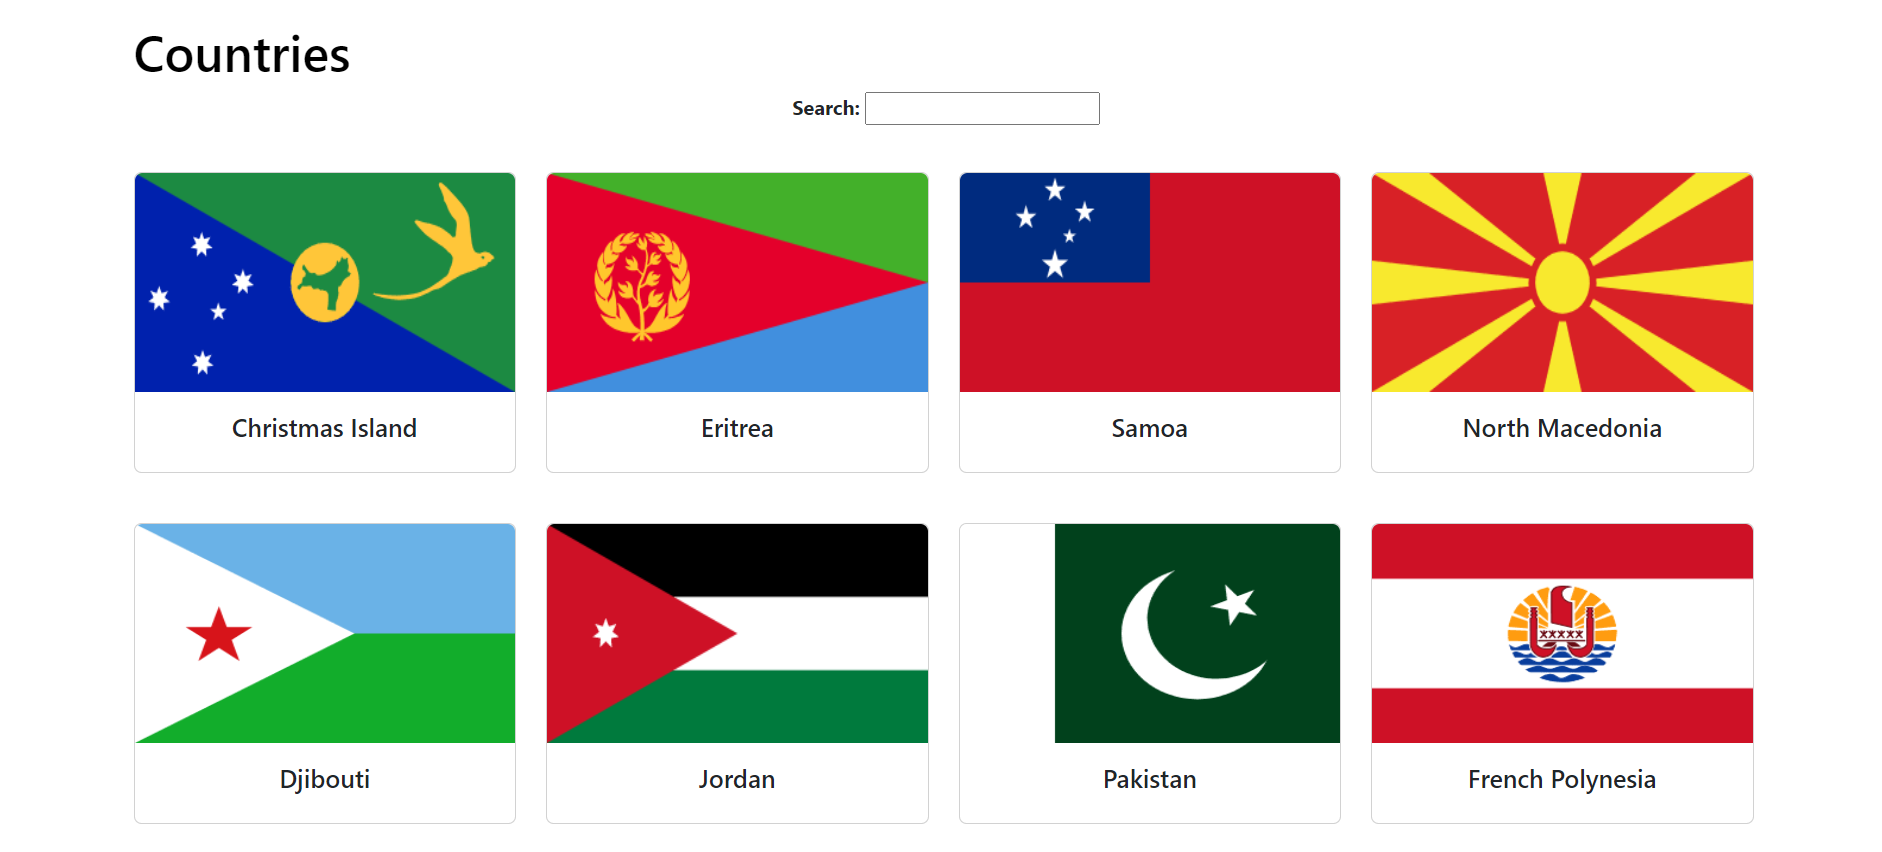 Countries
Search:
Christmas Island
Eritrea
Samoa
North Macedonia
Djibouti
Jordan
Pakistan
French Polynesia